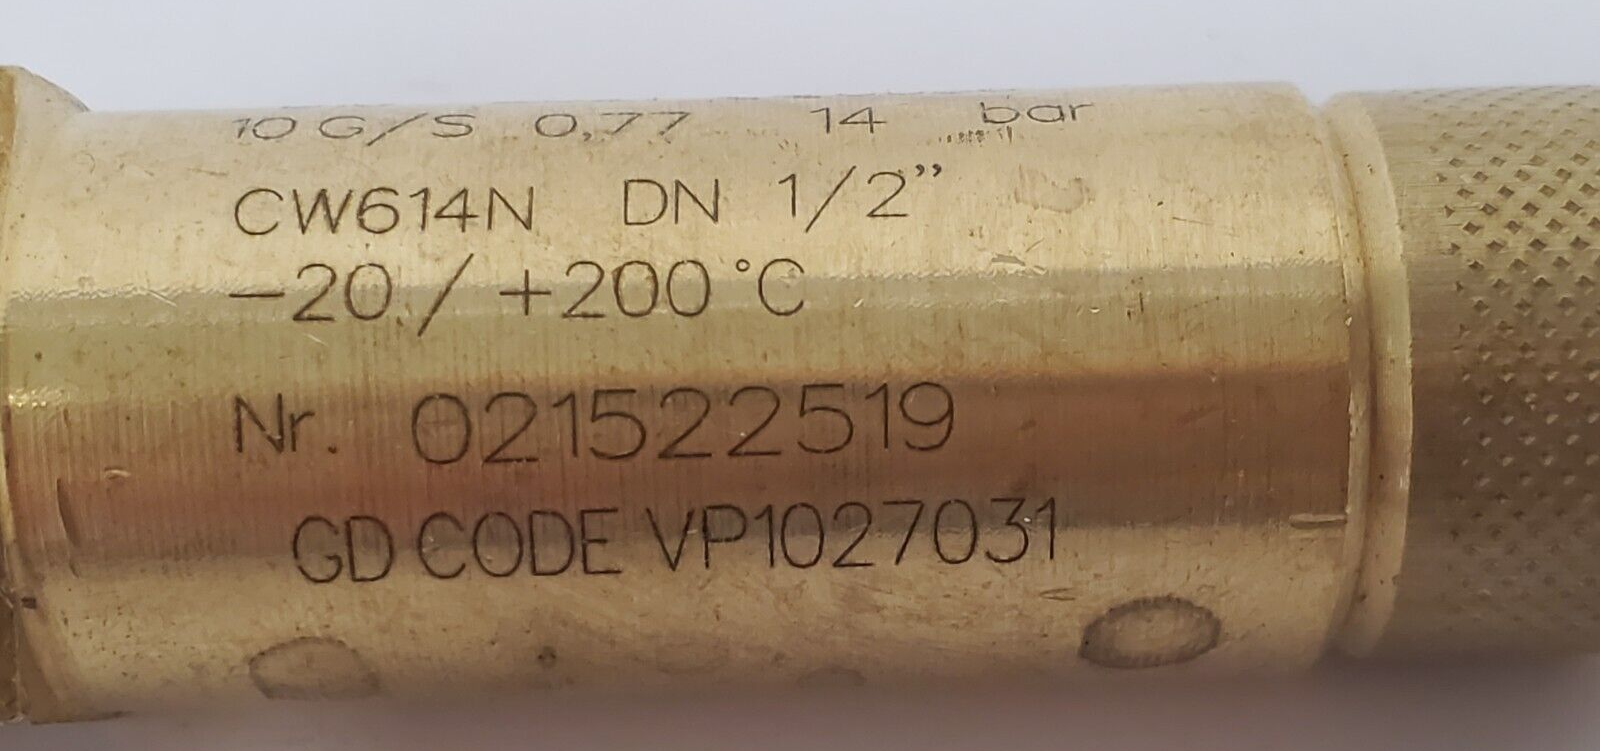 10 G/S 0,77 14 bar
CW614N DN 1/2”
-20 / +200 °C
Nr. 021522519
GD CODE VP1027031